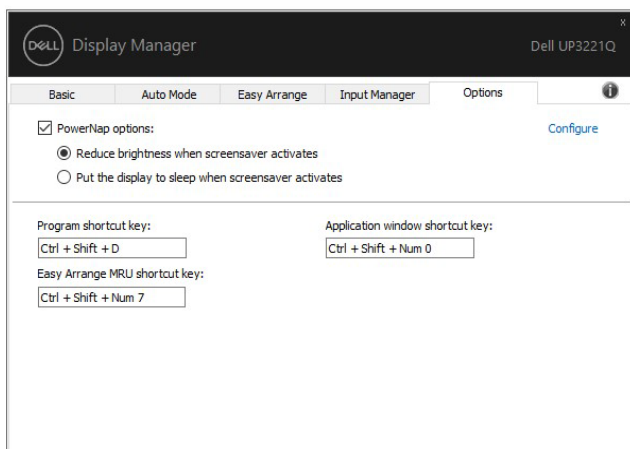 x
DELL Display Manager
Dell UP3221Q
Basic
Auto Mode
Easy Arrange
Input Manager
Options
i
PowerNap options:
Configure
Reduce brightness when screensaver activates
Put the display to sleep when screensaver activates
Program shortcut key:
Ctrl + Shift + D
Application window shortcut key:
Ctrl + Shift + Num 0
Easy Arrange MRU shortcut key:
Ctrl + Shift + Num 7